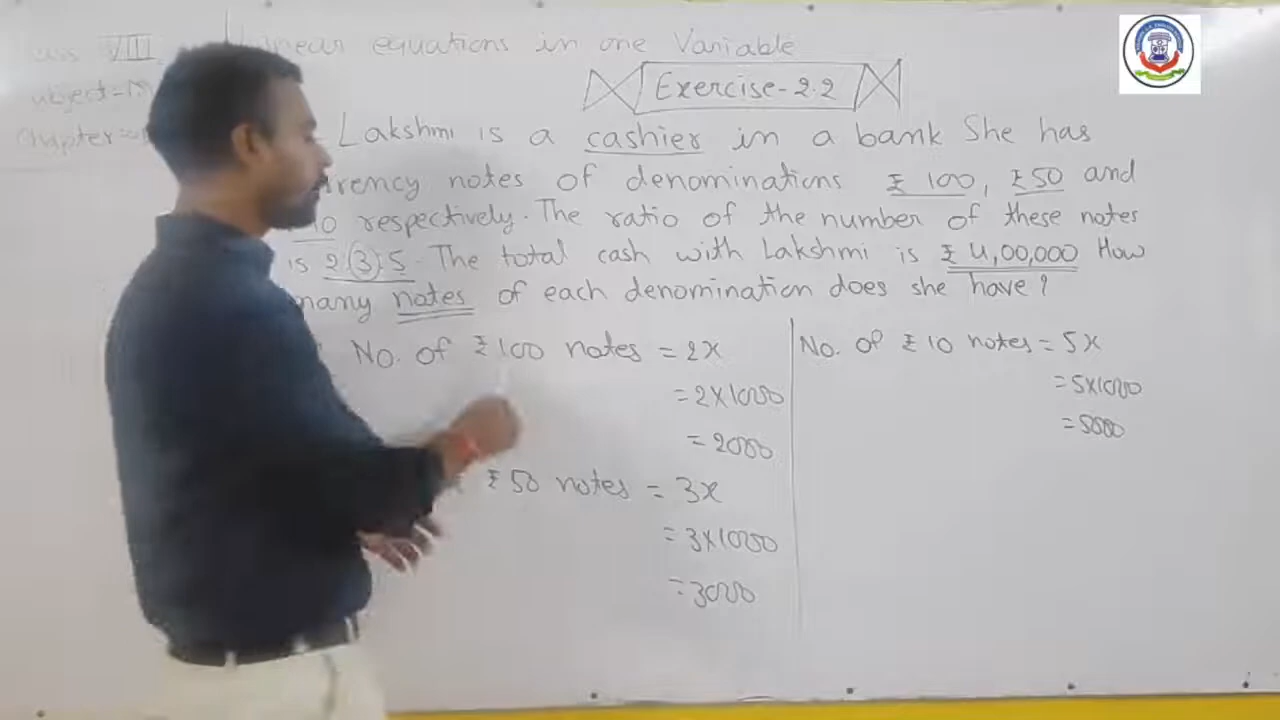 VIII
equations in one Variable
Exercise-2.2
Chapter
Lakshmi is a cashier in a bank She has
notes of denominations ₹ 100, ₹50 and
10 respectively. The ratio of the number of these notes
is 2:3:5. The total cash with Lakshmi is ₹ 4,00,000 How
many notes of each denomination does she have?
No. of ₹100 notes = 2x
= 2×1000
= 2000
₹50 notes = 3x
= 3×1000
= 3000
No. of ₹10 notes = 5x
= 5×1000
= 5000